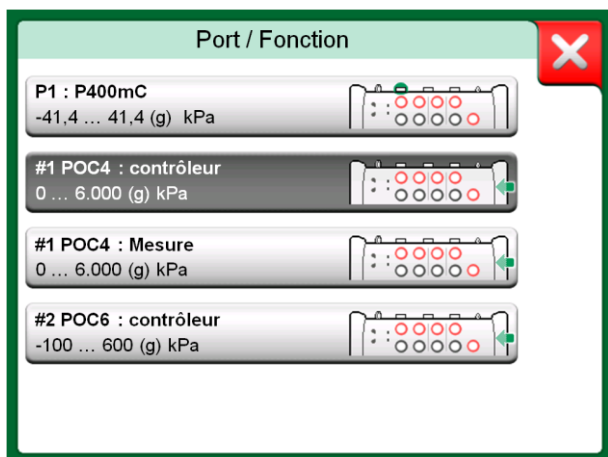 Port / Fonction
P1 : P400mC
-41,4 ... 41,4 (g) kPa
#1 POC4 : contrôleur
0 ... 6.000 (g) kPa
#1 POC4 : Mesure
0 ... 6.000 (g) kPa
#2 POC6 : contrôleur
-100 ... 600 (g) kPa